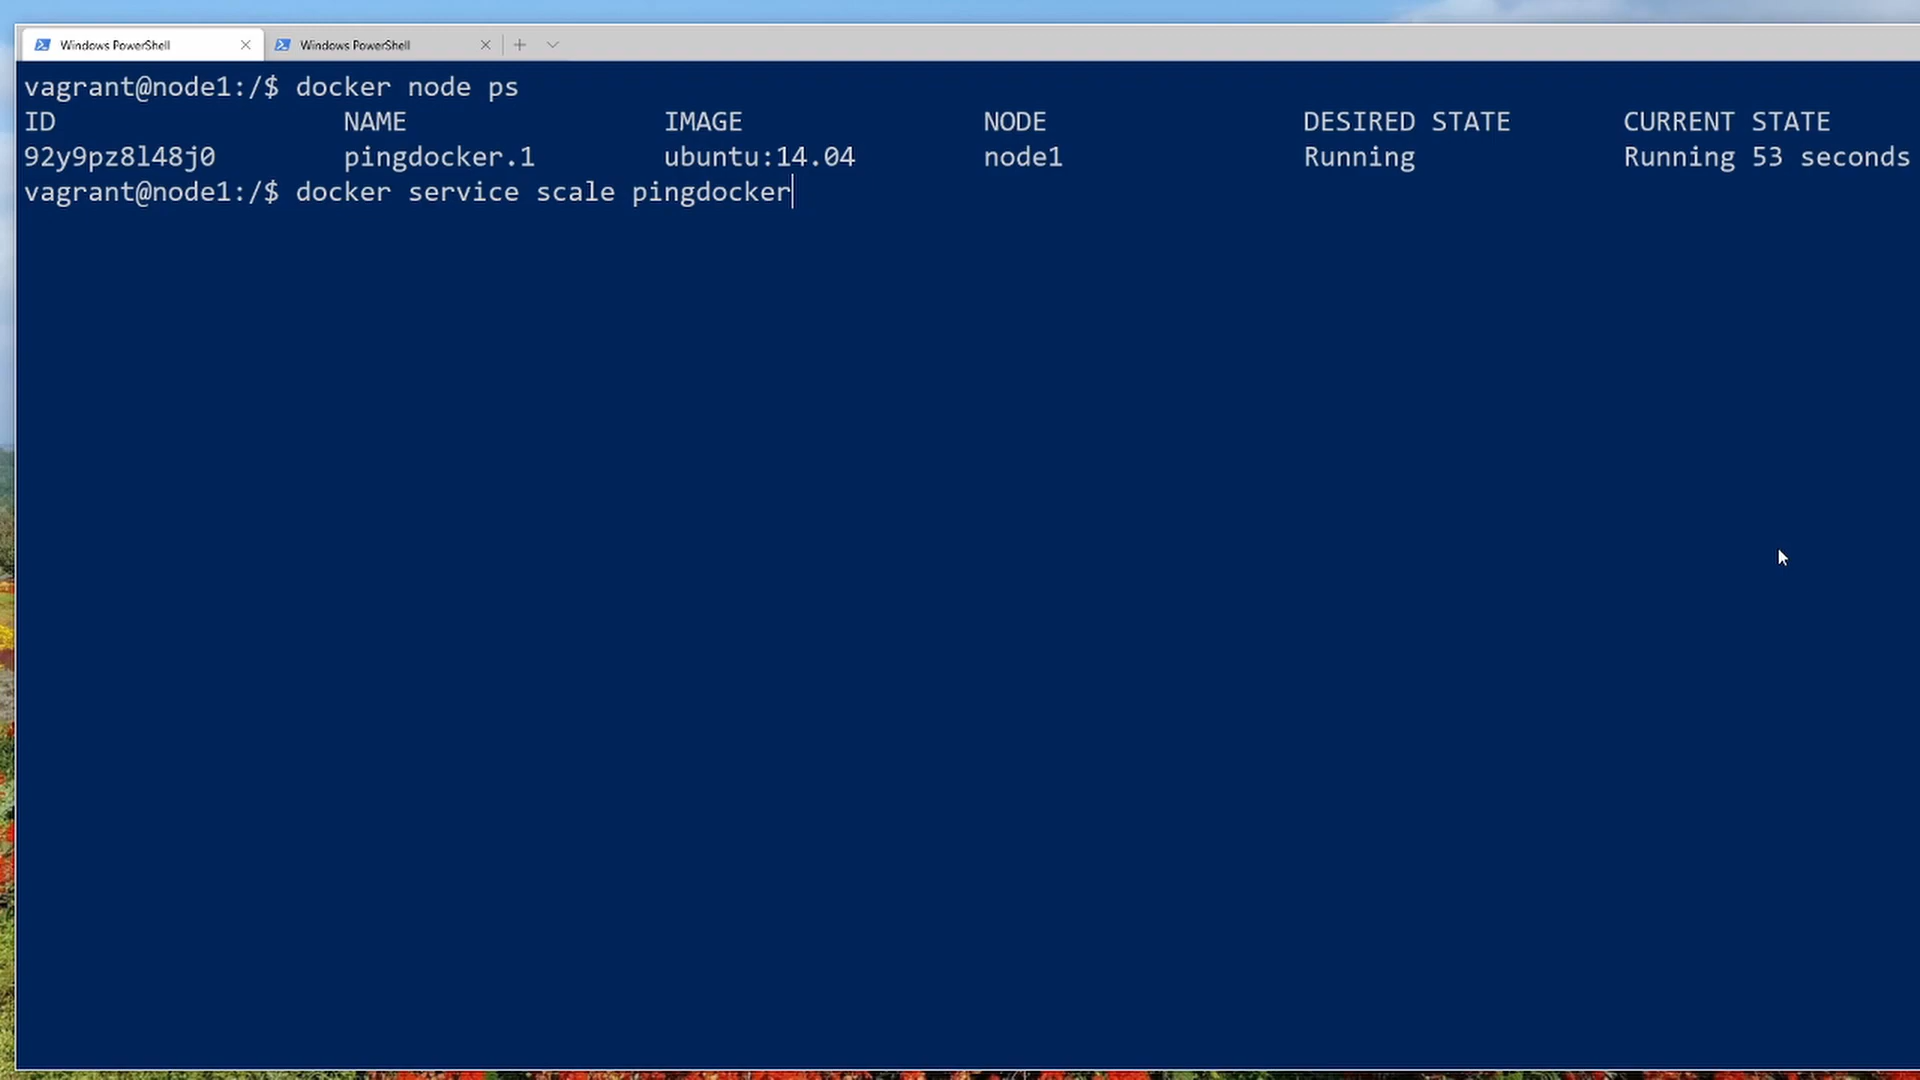 Windows PowerShell Windows PowerShell
vagrant@node1:/$ docker node ps
ID NAME IMAGE NODE DESIRED STATE CURRENT STATE
92y9pz8l48j0 pingdocker.1 ubuntu:14.04 node1 Running Running 53 seconds
vagrant@node1:/$ docker service scale pingdocker